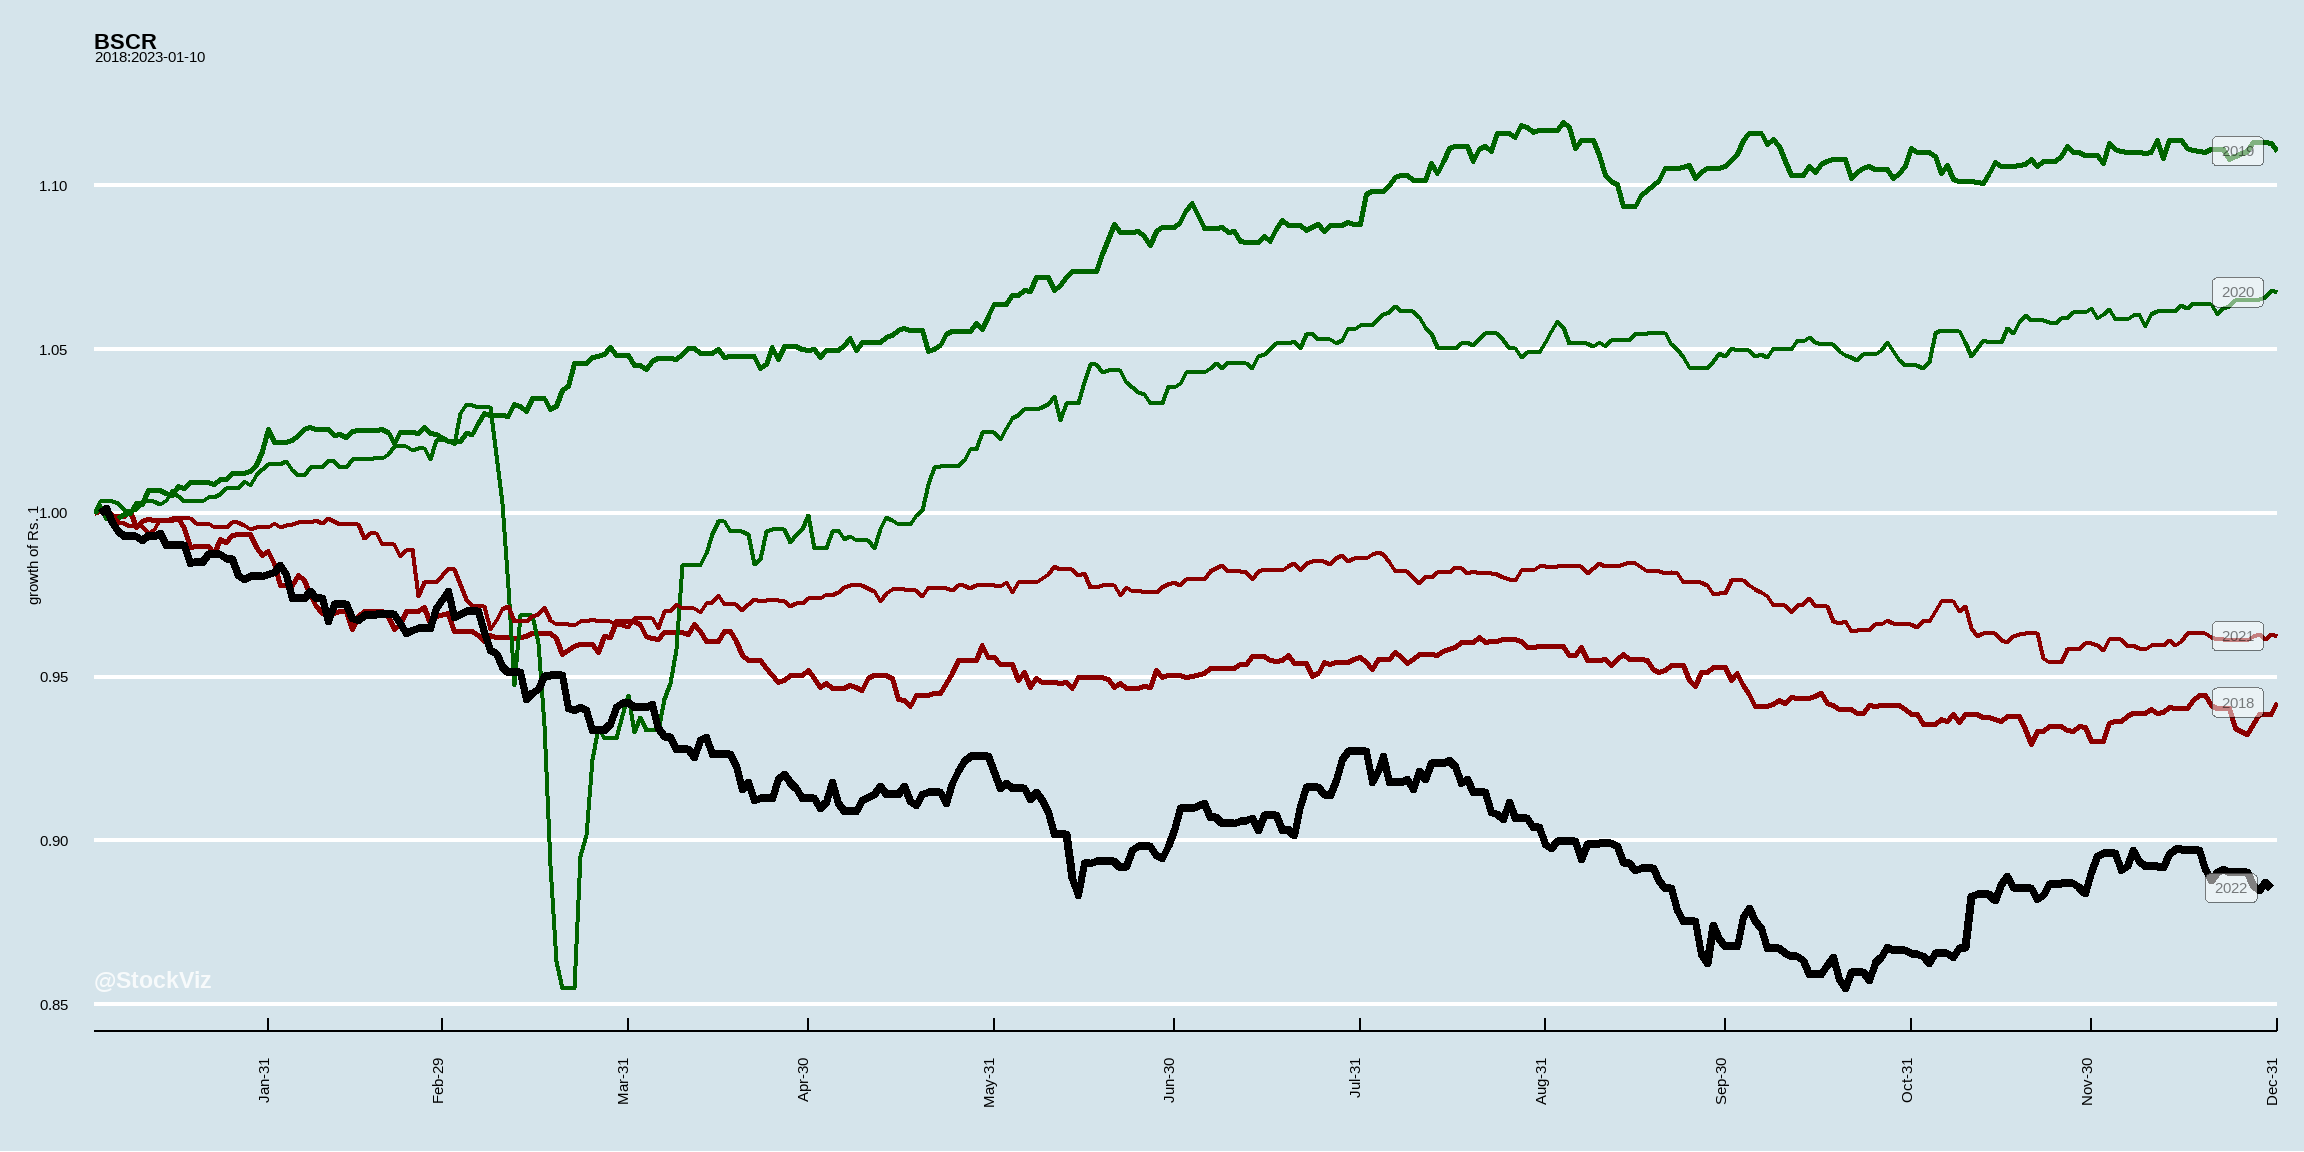 BSCR
2018:2023-01-10
growth of Rs. 1
1.10
1.05
1.00
0.95
0.90
0.85
2019
2020
2021
2018
2022
@StockViz
Jan-31
Feb-29
Mar-31
Apr-30
May-31
Jun-30
Jul-31
Aug-31
Sep-30
Oct-31
Nov-30
Dec-31